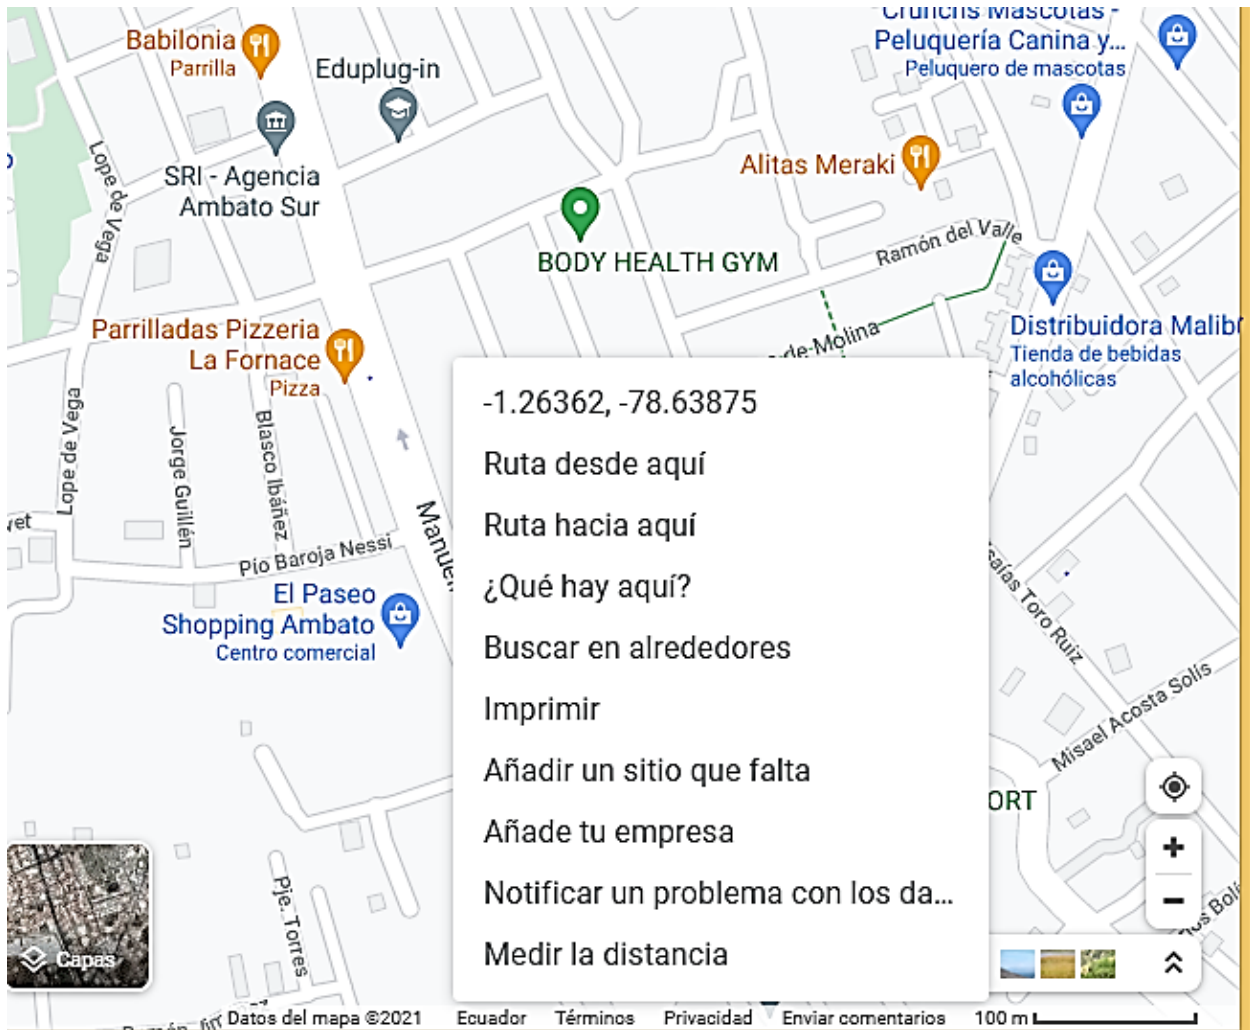 Crunchs Mascotas -
Peluquería Canina y...
Peluquero de mascotas
Babilonia
Parrilla
Eduplug-in
SRI - Agencia
Ambato Sur
Alitas Meraki
Lope de Vega
BODY HEALTH GYM
Ramón del Valle
Distribuidora Malib
Tienda de bebidas
alcohólicas
Parrilladas Pizzeria
La Fornace
Pizza
de-Molina
-1.26362, -78.63875
Ruta desde aquí
Ruta hacia aquí
¿Qué hay aquí?
Buscar en alrededores
Imprimir
Añadir un sitio que falta
Añade tu empresa
Notificar un problema con los da...
Medir la distancia
Lope de Vega
Jorge Guillén
Blasco Ibáñez
Manuel
vet
Pío Baroja Nessi
El Paseo
Shopping Ambato
Centro comercial
Isaías Toro Ruiz
Misael Acosta Solís
ORT
Pje. Torres
Capas
Datos del mapa ©2021 Ecuador Términos Privacidad Enviar comentarios 100 m